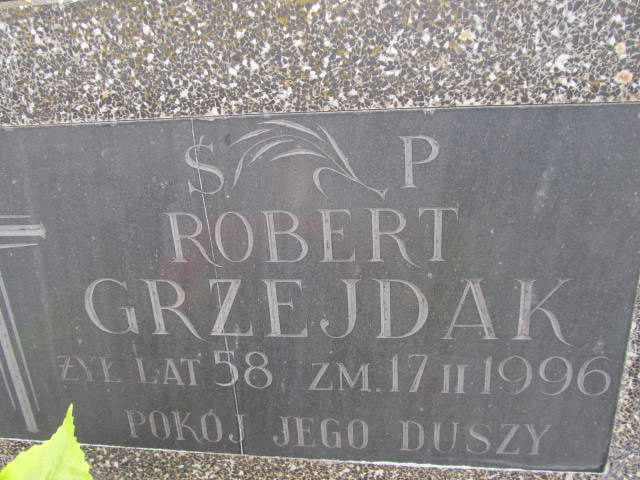 S P
ROBERT
GRZEJDAK
ŻYŁ LAT 58 ZM. 17 II 1996
POKÓJ JEGO DUSZY